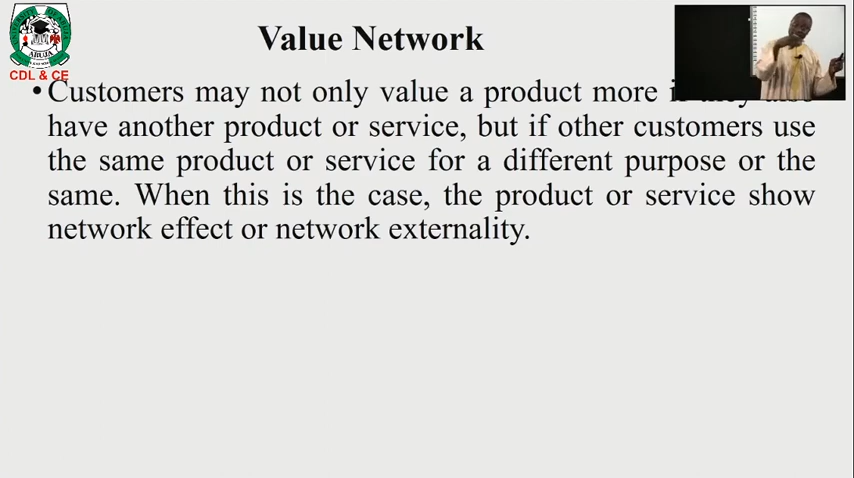 Value Network
ABUJA
CDL & CE
•Customers may not only value a product more
have another product or service, but if other customers use
the same product or service for a different purpose or the
same. When this is the case, the product or service show
network effect or network externality.